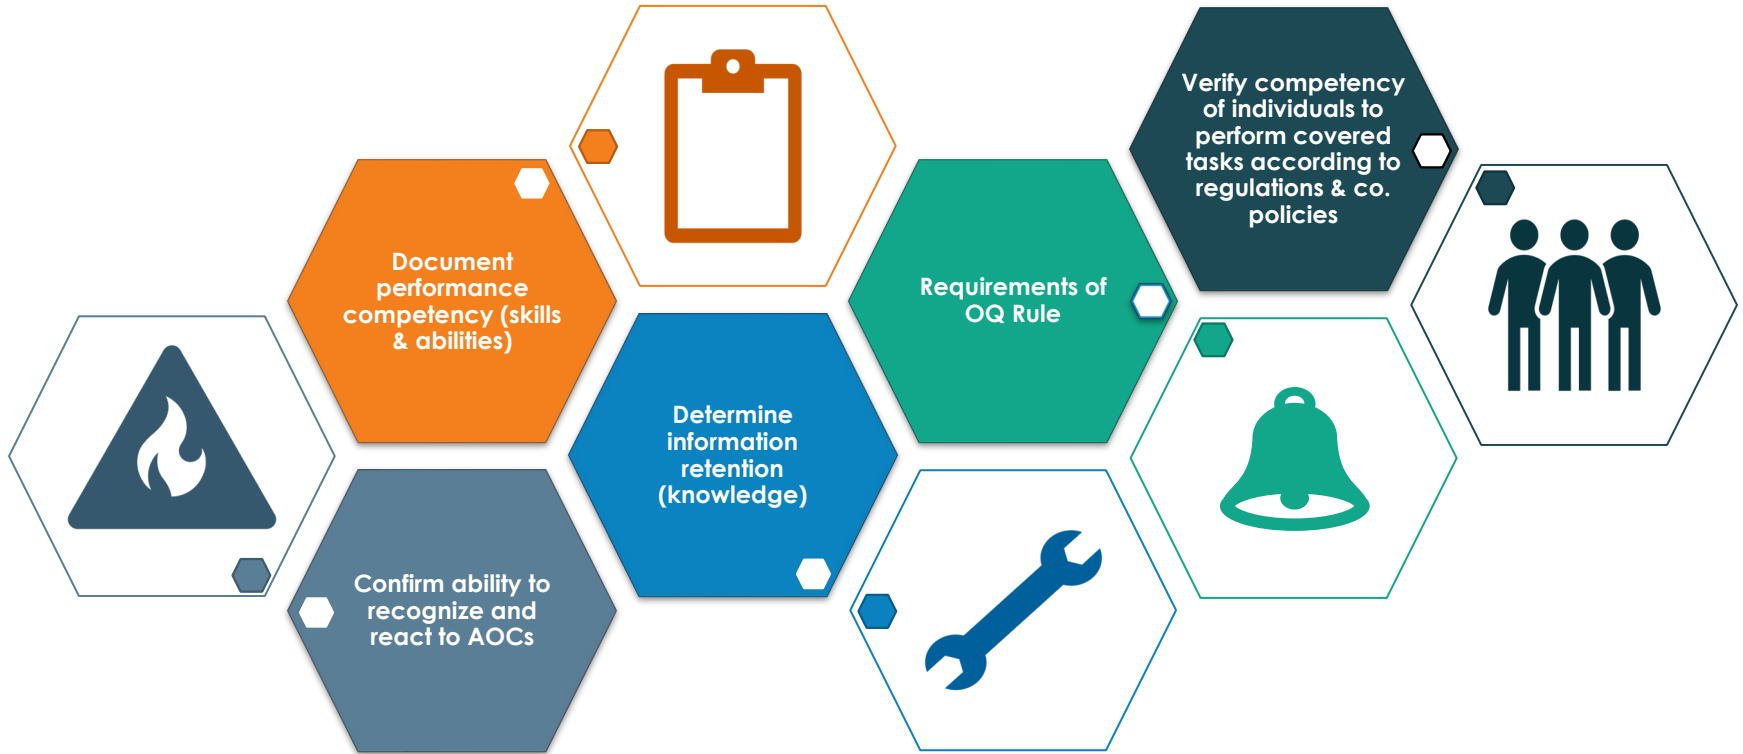 Verify competency
of individuals to
perform covered
tasks according to
regulations & co.
policies
Document
performance
competency (skills
& abilities)
Requirements of
OQ Rule
Determine
information
retention
(knowledge)
Confirm ability to
recognize and
react to AOCs